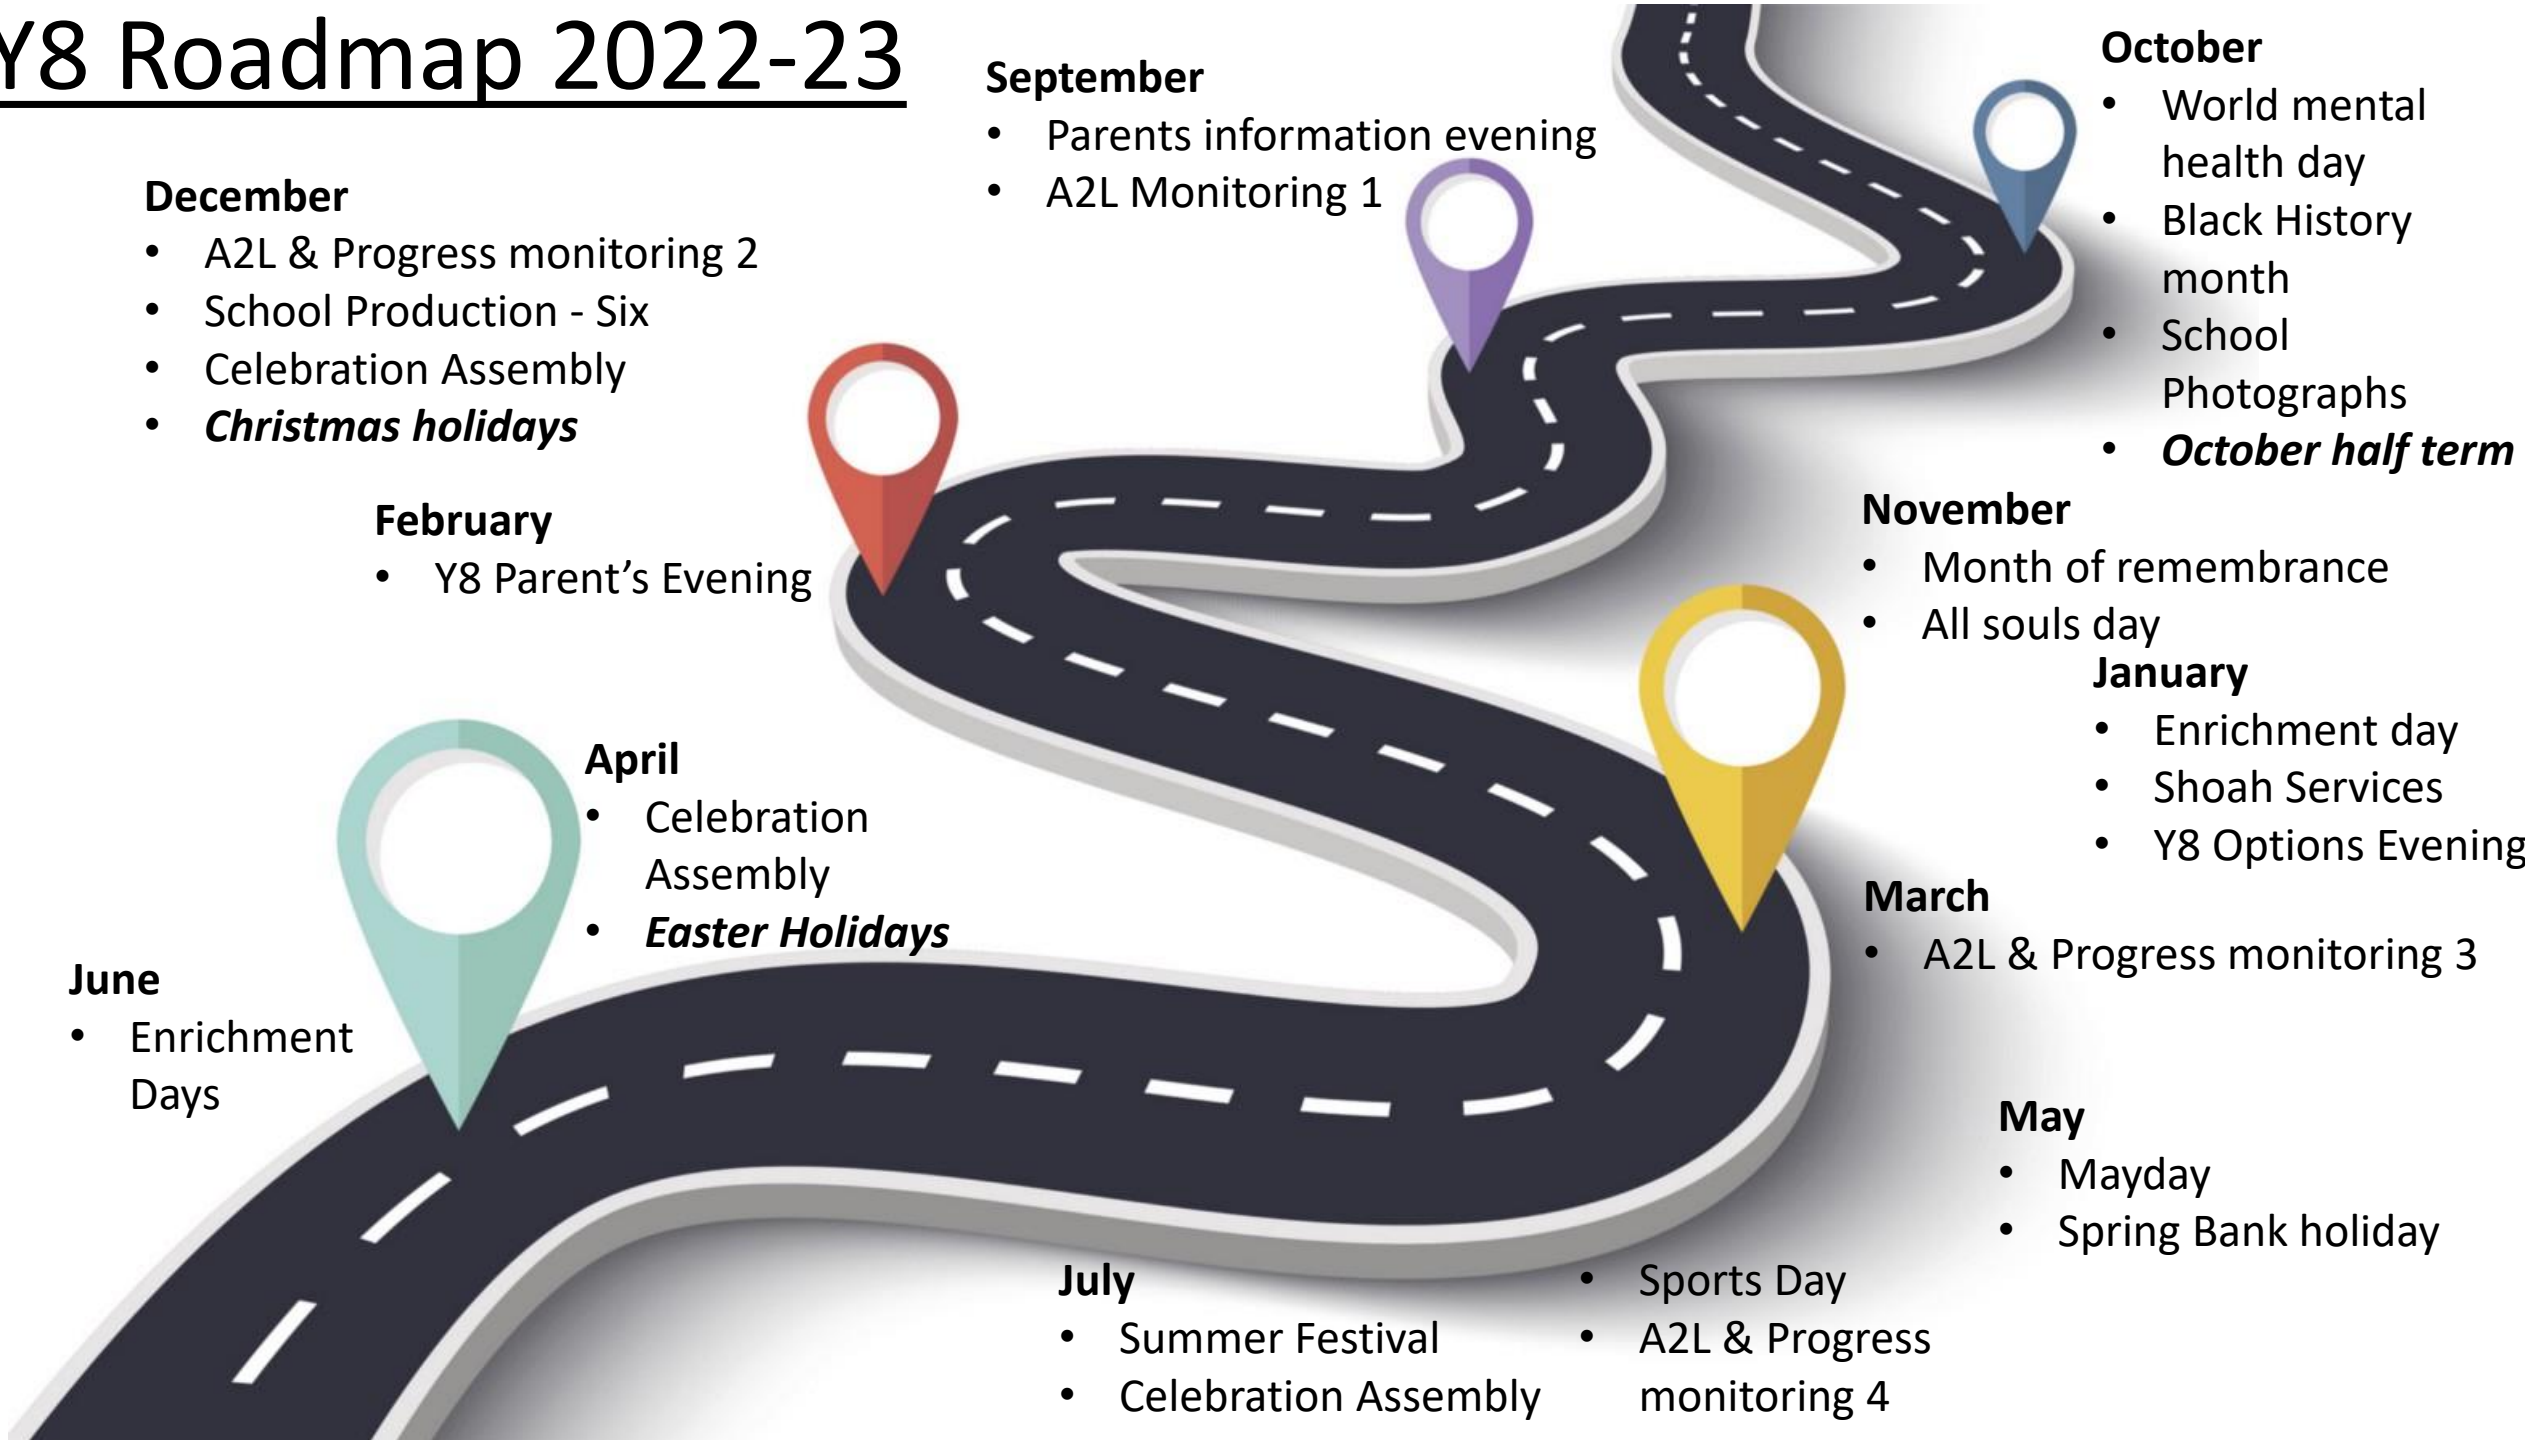 Y8 Roadmap 2022-23
September
• Parents information evening
• A2L Monitoring 1
October
• World mental
health day
• Black History
month
• School
Photographs
• October half term
December
• A2L & Progress monitoring 2
• School Production - Six
• Celebration Assembly
• Christmas holidays
November
• Month of remembrance
• All souls day
February
• Y8 Parent’s Evening
January
• Enrichment day
• Shoah Services
• Y8 Options Evening
April
• Celebration
Assembly
• Easter Holidays
March
• A2L & Progress monitoring 3
June
• Enrichment
Days
May
• Mayday
• Spring Bank holiday
July
• Summer Festival
• Celebration Assembly
• Sports Day
• A2L & Progress
monitoring 4